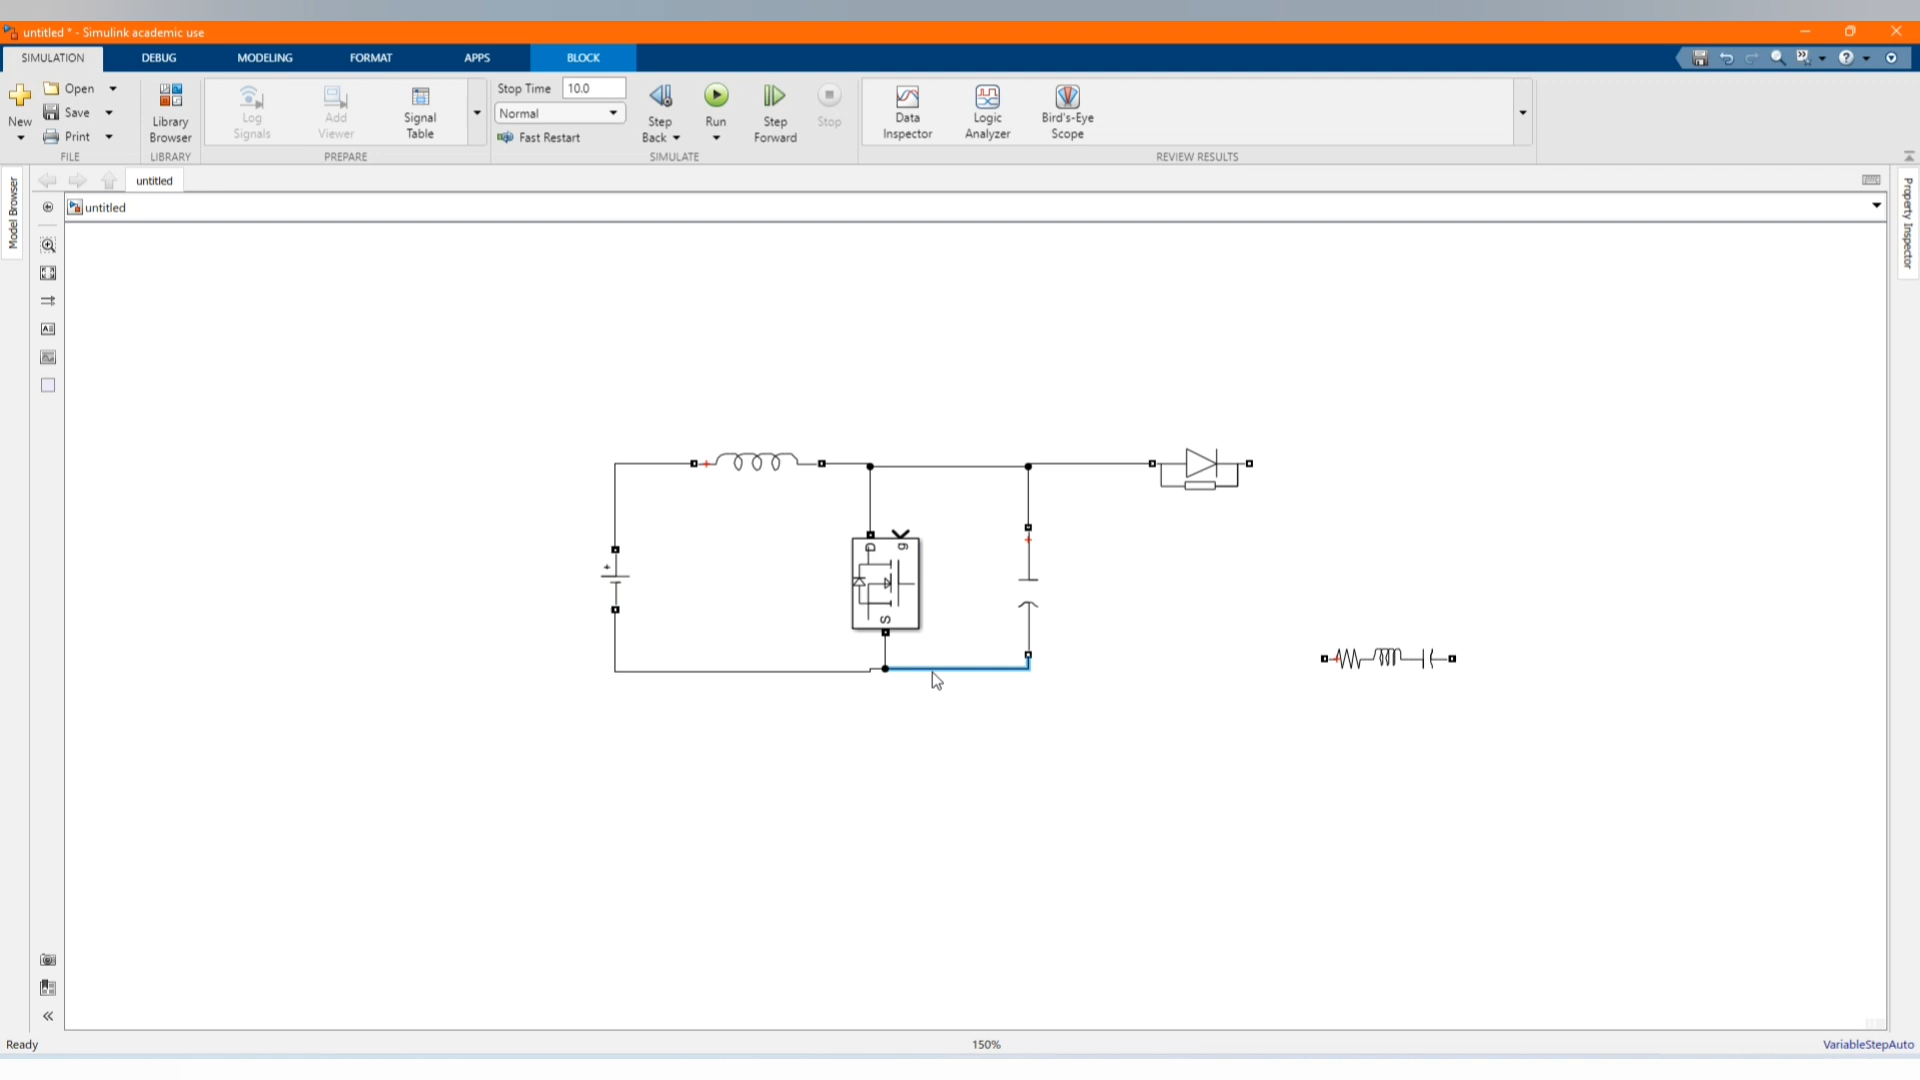 untitled * - Simulink academic use
SIMULATION DEBUG MODELING FORMAT APPS BLOCK
New
Open
Save
Print
FILE
Library
Browser
LIBRARY
Log
Signals
Add
Viewer
Signal
Table
PREPARE
Stop Time 10.0
Normal
Fast Restart
Step
Back
Run
Step
Forward
Stop
SIMULATE
Data
Inspector
Logic
Analyzer
Bird's-Eye
Scope
REVIEW RESULTS
Model Browser
untitled
untitled
Property Inspector
D g
S
Ready
150%
VariableStepAuto